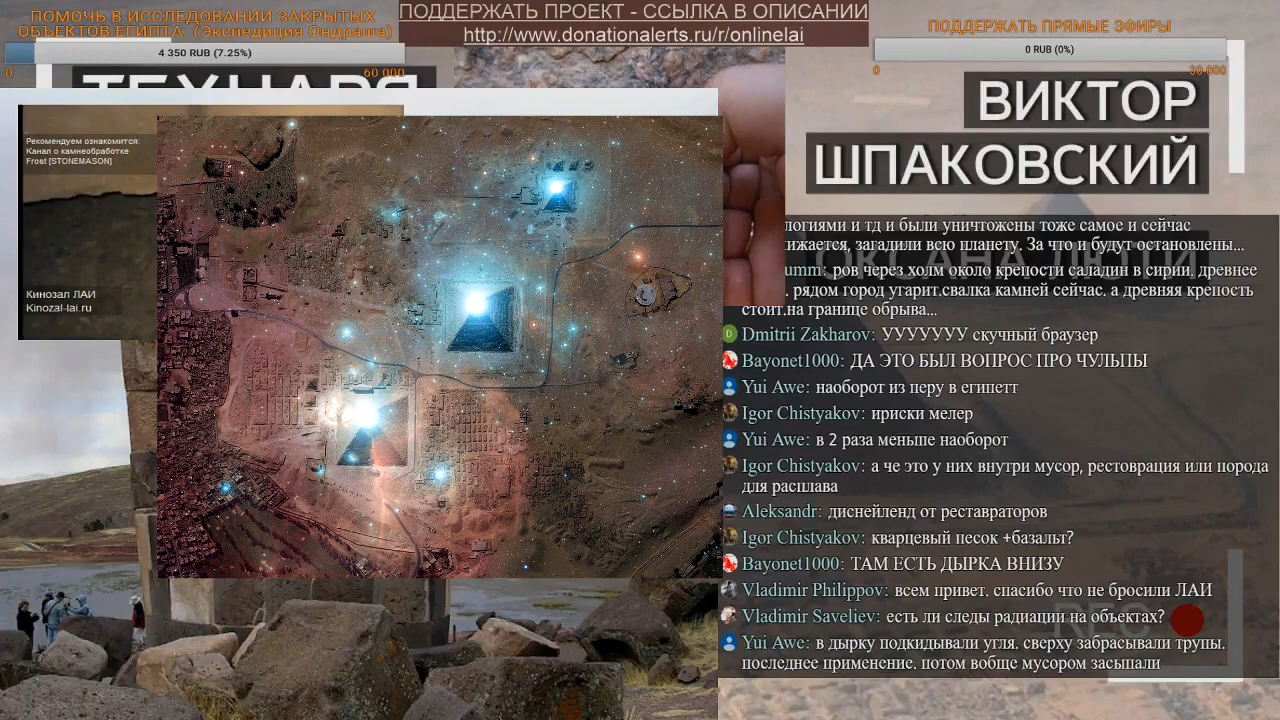 ПОМОЧЬ В ИССЛЕДОВАНИИ ЗАКРЫТЫХ
ОБЪЕКТОВ ЕГИПТА (Экспедиция Ондраша)
4 350 RUB (7.25%)
0
60 000
ПОДДЕРЖАТЬ ПРОЕКТ - ССЫЛКА В ОПИСАНИИ
http://www.donationalerts.ru/r/onlinelai
ПОДДЕРЖАТЬ ПРЯМЫЕ ЭФИРЫ
0 RUB (0%)
0
30 000
ТЕХНАРЯ
ВИКТОР
ШПАКОВСКИЙ
Рекомендуем ознакомится:
Канал о камнеобработке
Frost [STONEMASON]
Кинозал ЛАИ
Kinozal-lai.ru
логиями и тд и были уничтожены тоже самое и сейчас
ижается, загадили всю планету. За что и будут остановлены...
ОКСАНА ЛЮТИ
umm: ров через холм около крепости саладин в сирии. древнее
. рядом город угарит.свалка камней сейчас. а древняя крепость
стоит.на границе обрыва...
Dmitrii Zakharov: УУУУУУУ скучный браузер
Bayonet1000: ДА ЭТО БЫЛ ВОПРОС ПРО ЧУЛЬПЫ
Yui Awe: наоборот из перу в египетт
Igor Chistyakov: ириски мелер
Yui Awe: в 2 раза меньше наоборот
Igor Chistyakov: а че это у них внутри мусор, рестоврация или порода
для расплава
Aleksandr: диснейленд от реставраторов
Igor Chistyakov: кварцевый песок +базальт?
Bayonet1000: ТАМ ЕСТЬ ДЫРКА ВНИЗУ
Vladimir Philippov: всем привет. спасибо что не бросили ЛАИ
Vladimir Saveliev: есть ли следы радиации на объектах?
Yui Awe: в дырку подкидывали угля. сверху забрасывали трупы.
последнее применение. потом вобще мусором засыпали